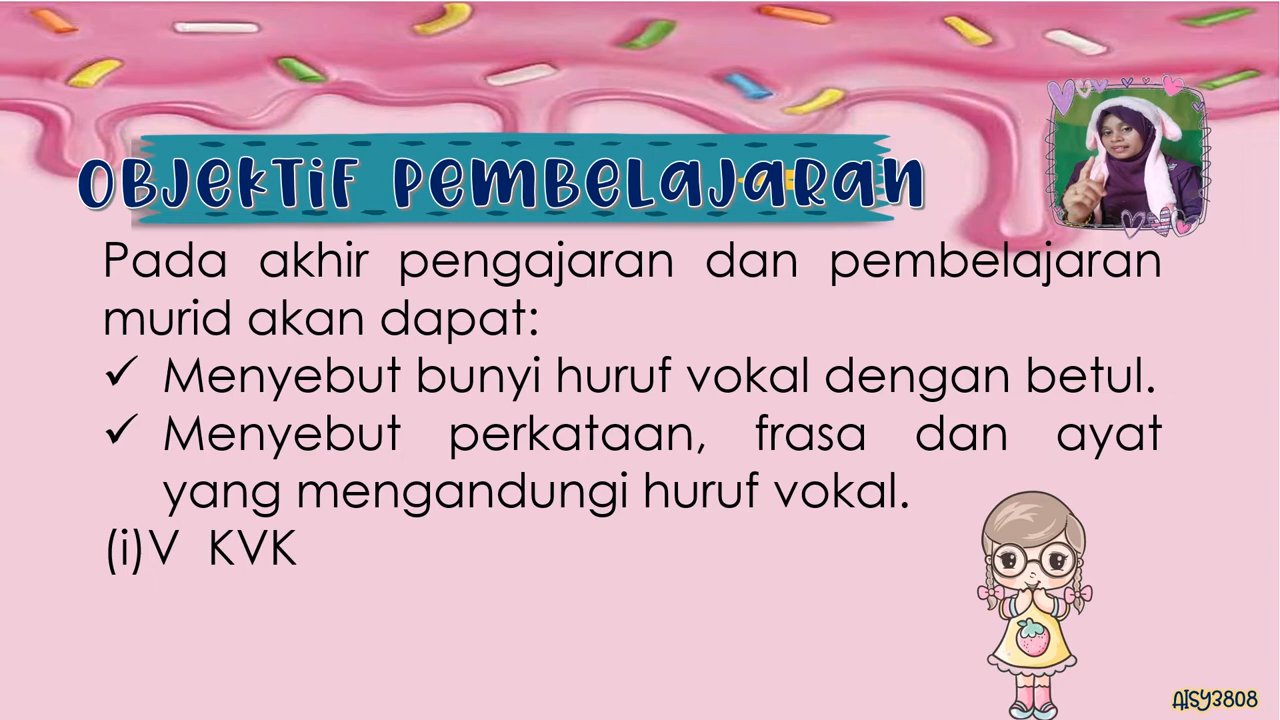 OBJEKTIF PEMBELAJARAN
Pada akhir pengajaran dan pembelajaran
murid akan dapat:
✓ Menyebut bunyi huruf vokal dengan betul.
✓ Menyebut perkataan, frasa dan ayat
yang mengandungi huruf vokal.
(i)V KVK
AISY3808